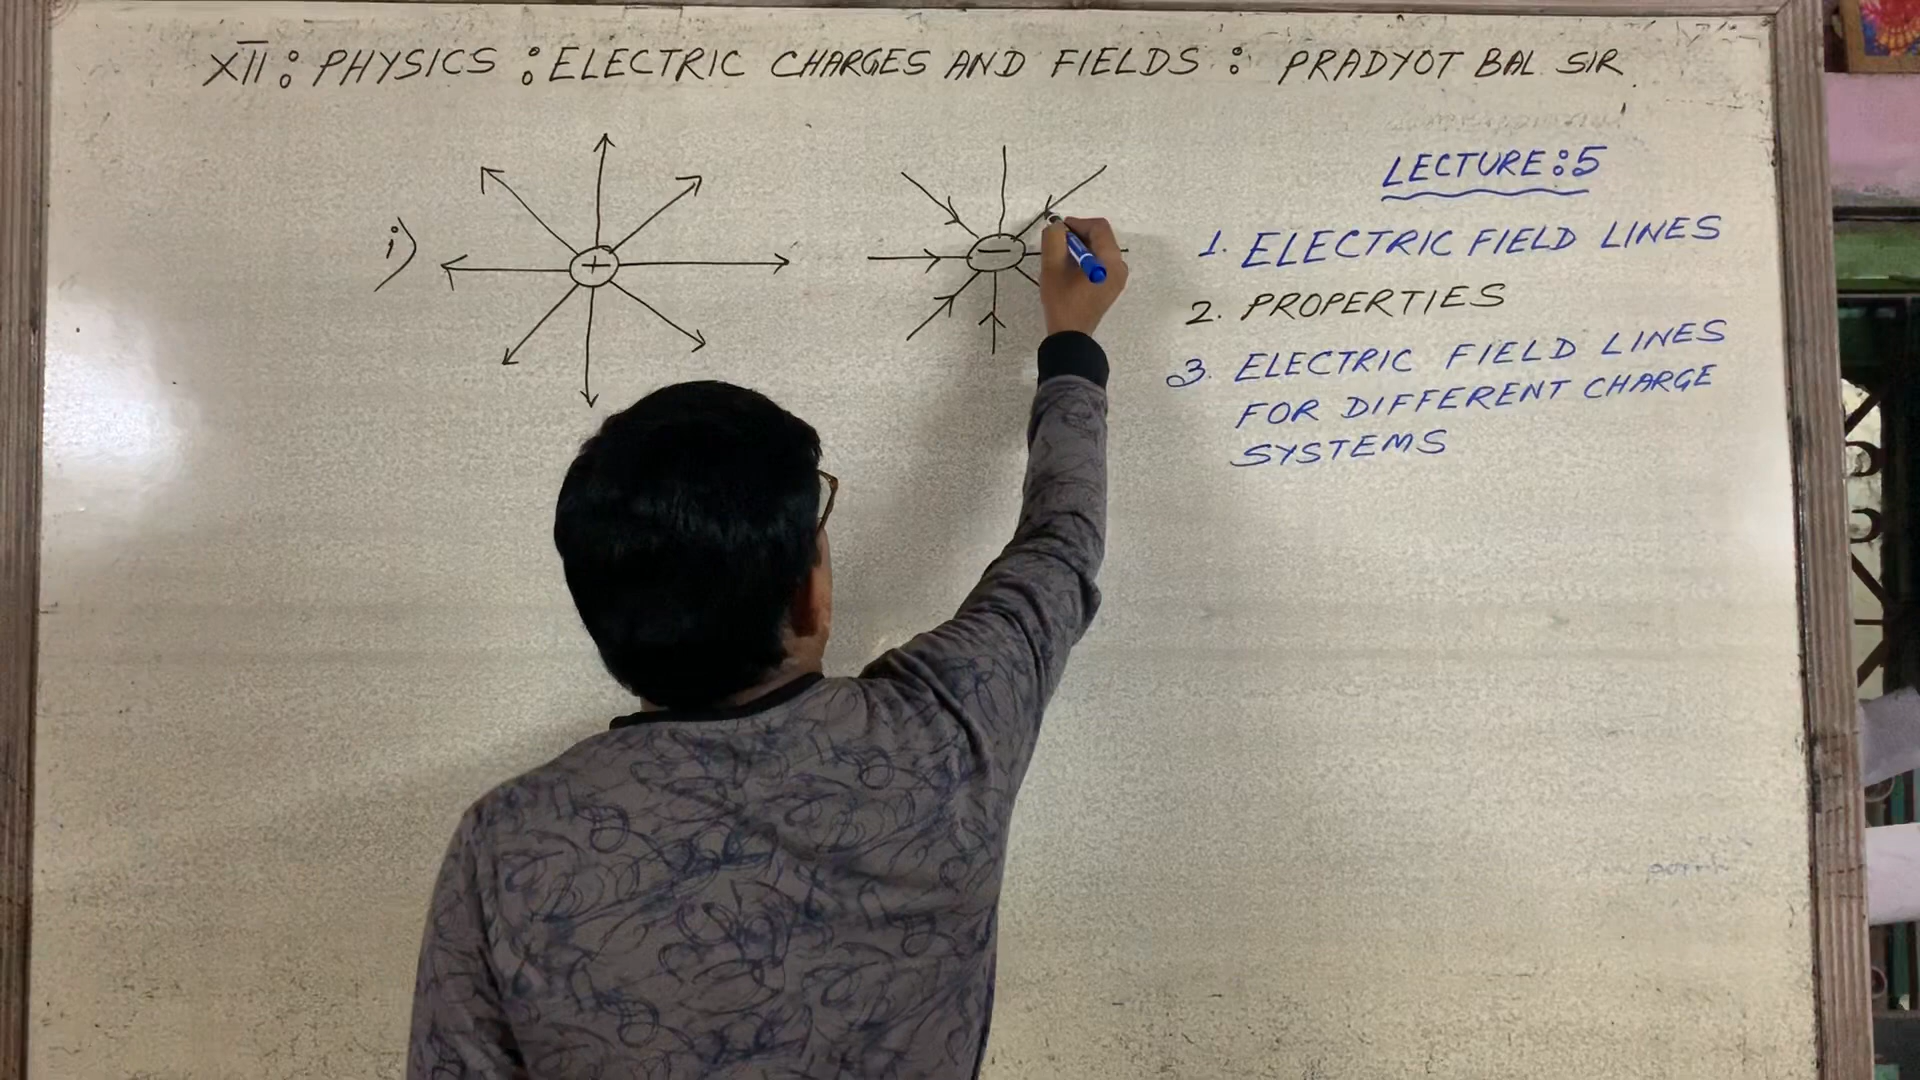 XII : PHYSICS : ELECTRIC CHARGES AND FIELDS : PRADYOT BAL SIR
i)
+
−
LECTURE : 5
1. ELECTRIC FIELD LINES
2. PROPERTIES
3. ELECTRIC FIELD LINES
FOR DIFFERENT CHARGE
SYSTEMS